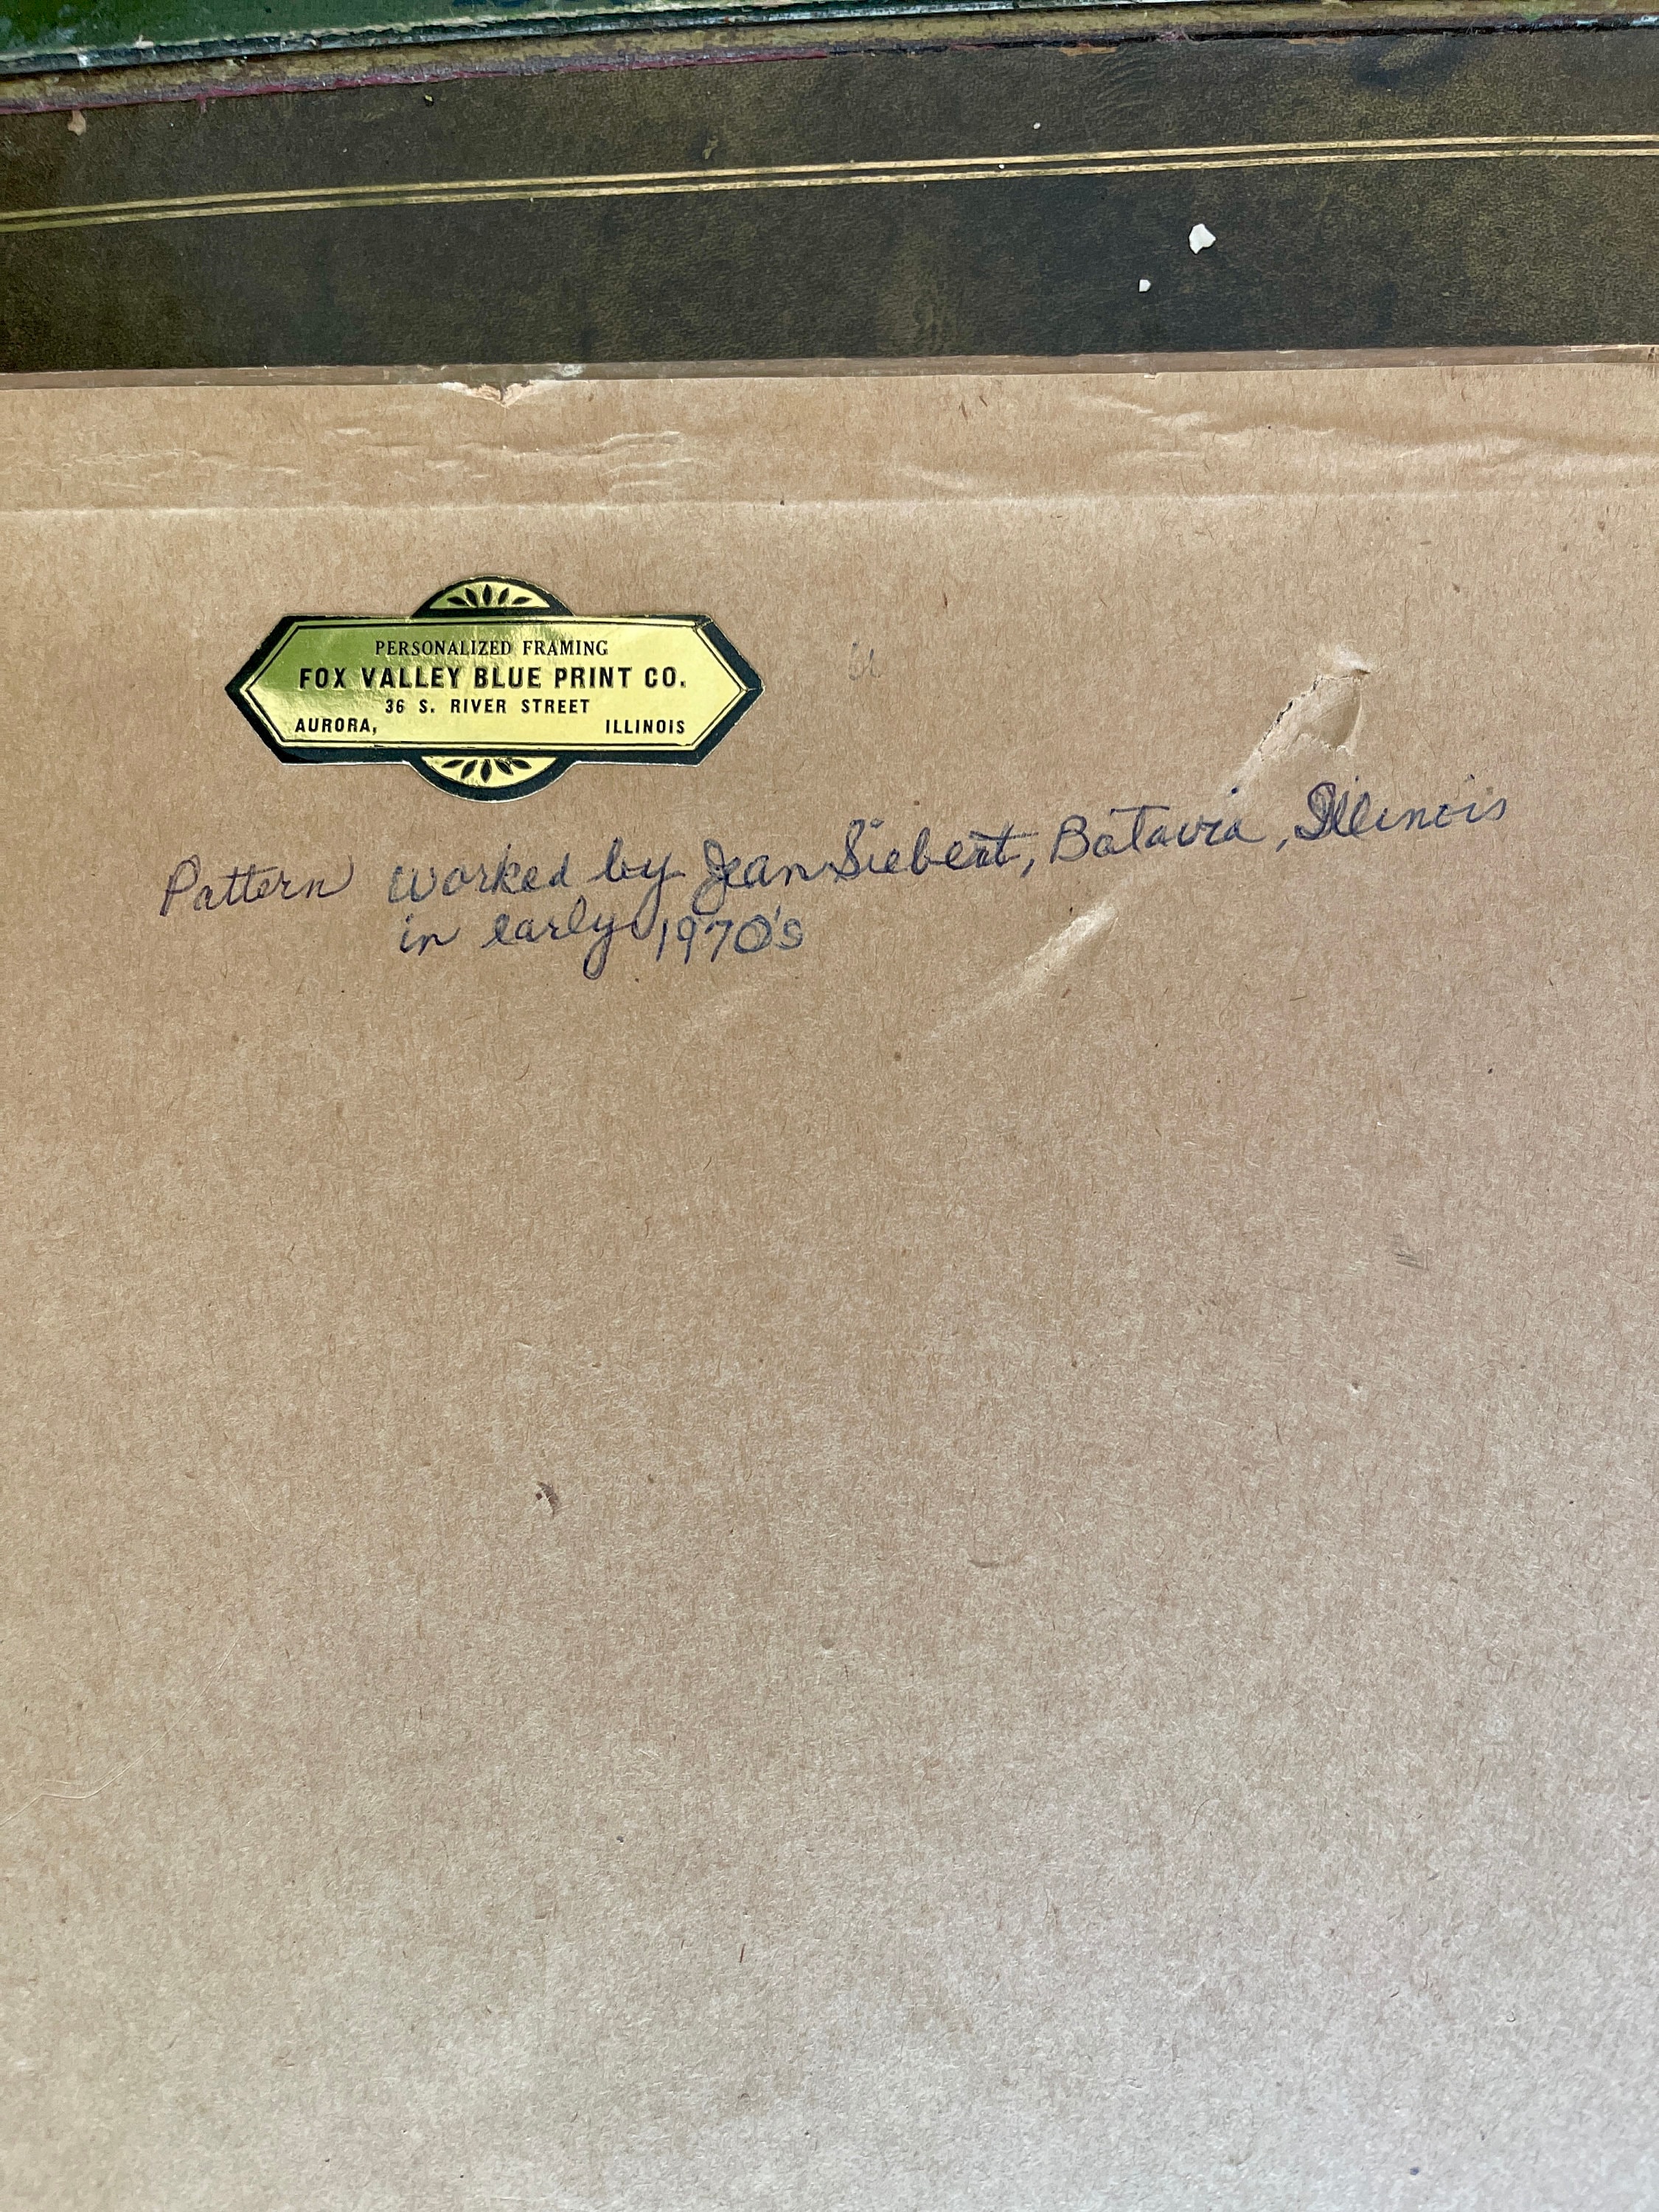 PERSONALIZED FRAMING
FOX VALLEY BLUE PRINT CO.
36 S. RIVER STREET
AURORA, ILLINOIS
Pattern worked by Jean Siebert, Batavia, Illinois
in early 1970's